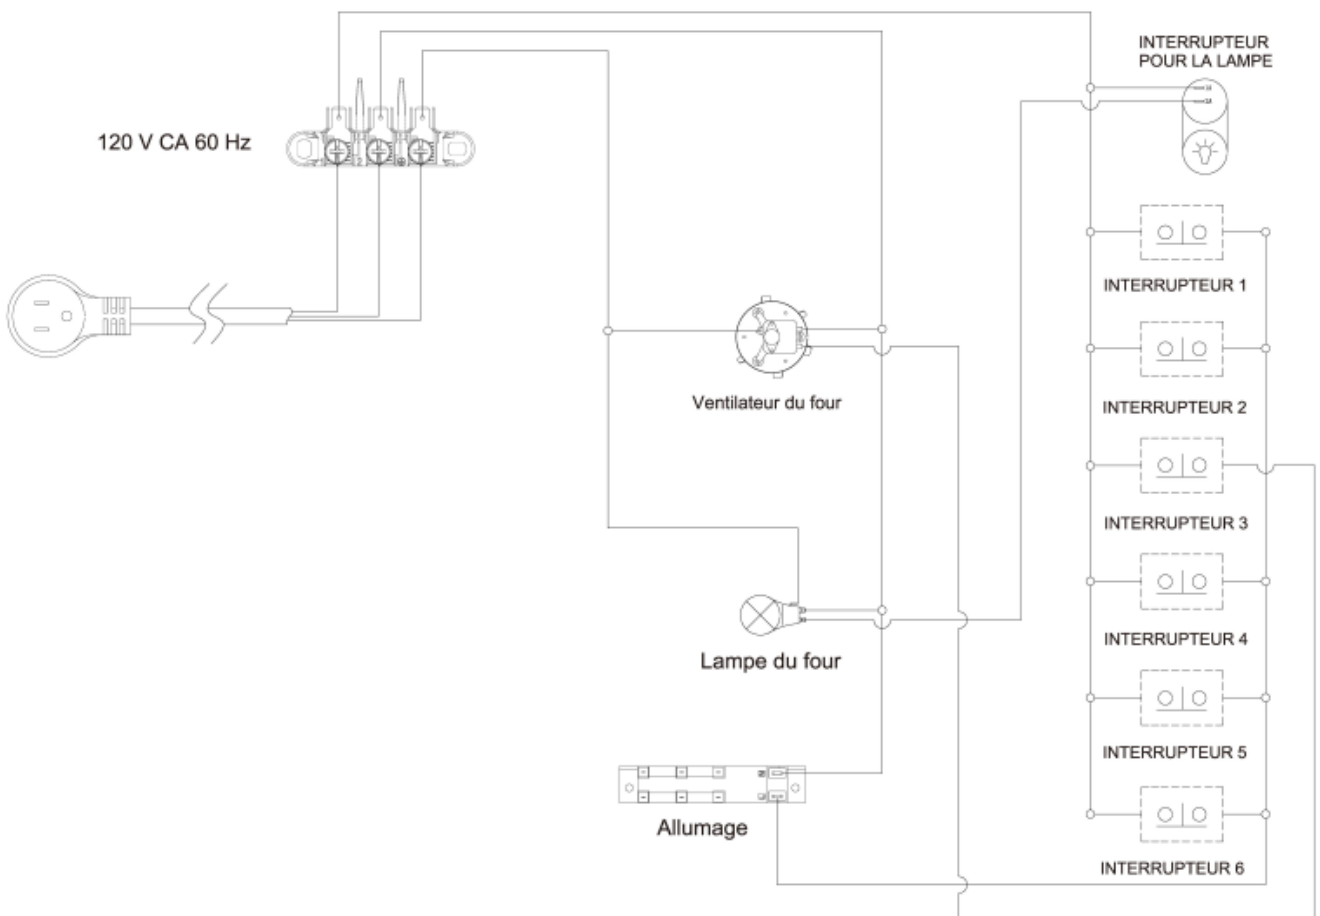 INTERRUPTEUR
POUR LA LAMPE
120 V CA 60 Hz
INTERRUPTEUR 1
Ventilateur du four
INTERRUPTEUR 2
INTERRUPTEUR 3
INTERRUPTEUR 4
Lampe du four
INTERRUPTEUR 5
Allumage
INTERRUPTEUR 6